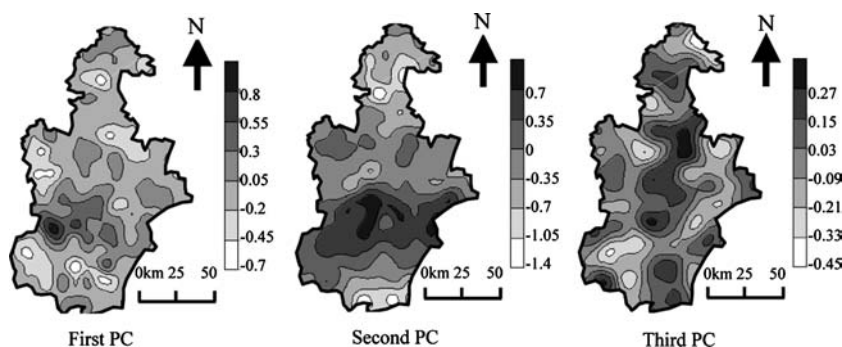 N
0.8
0.55
0.3
0.05
-0.2
-0.45
-0.7
0km 25 50
First PC
N
0.7
0.35
0
-0.35
-0.7
-1.05
-1.4
0km 25 50
Second PC
N
0.27
0.15
0.03
-0.09
-0.21
-0.33
-0.45
0km 25 50
Third PC